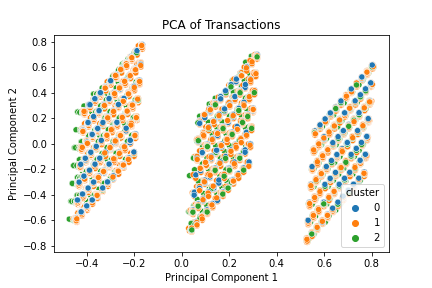 PCA of Transactions
Principal Component 2
0.8
0.6
0.4
0.2
0.0
−0.2
−0.4
−0.6
−0.8
cluster
0
1
2
−0.4 −0.2 0.0 0.2 0.4 0.6 0.8
Principal Component 1